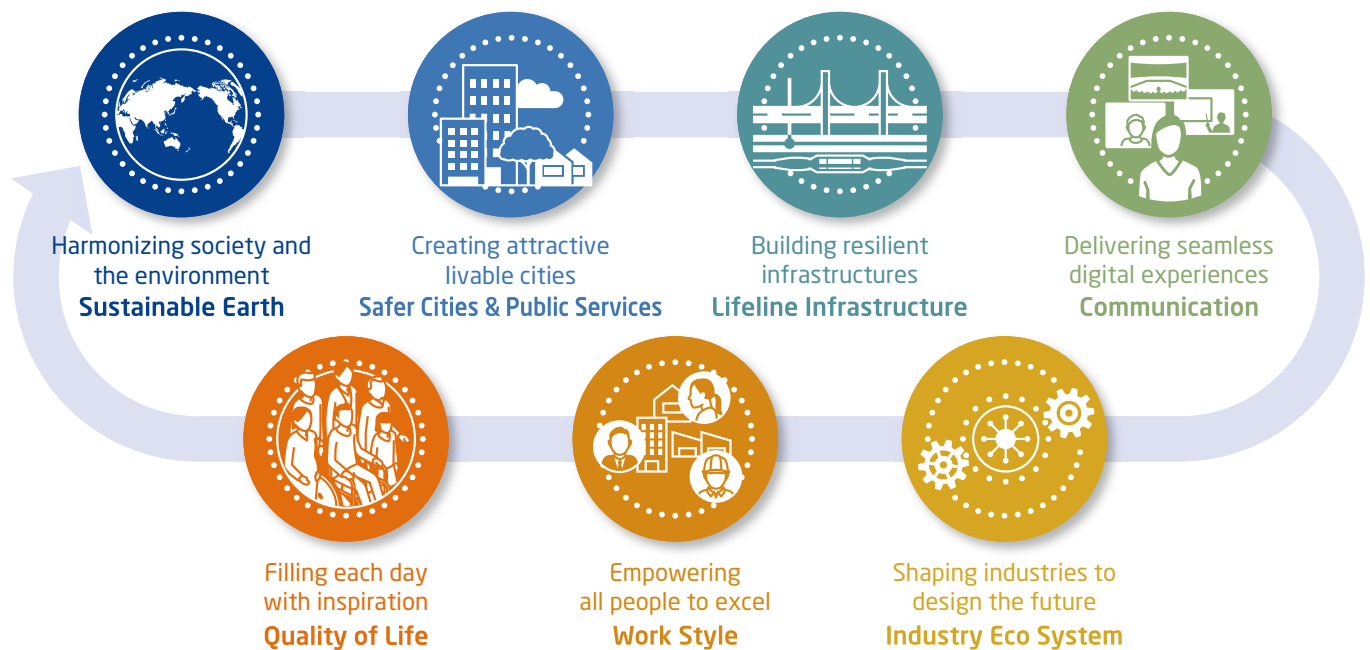 Harmonizing society and
the environment
Sustainable Earth
Creating attractive
livable cities
Safer Cities & Public Services
Building resilient
infrastructures
Lifeline Infrastructure
Delivering seamless
digital experiences
Communication
Filling each day
with inspiration
Quality of Life
Empowering
all people to excel
Work Style
Shaping industries to
design the future
Industry Eco System